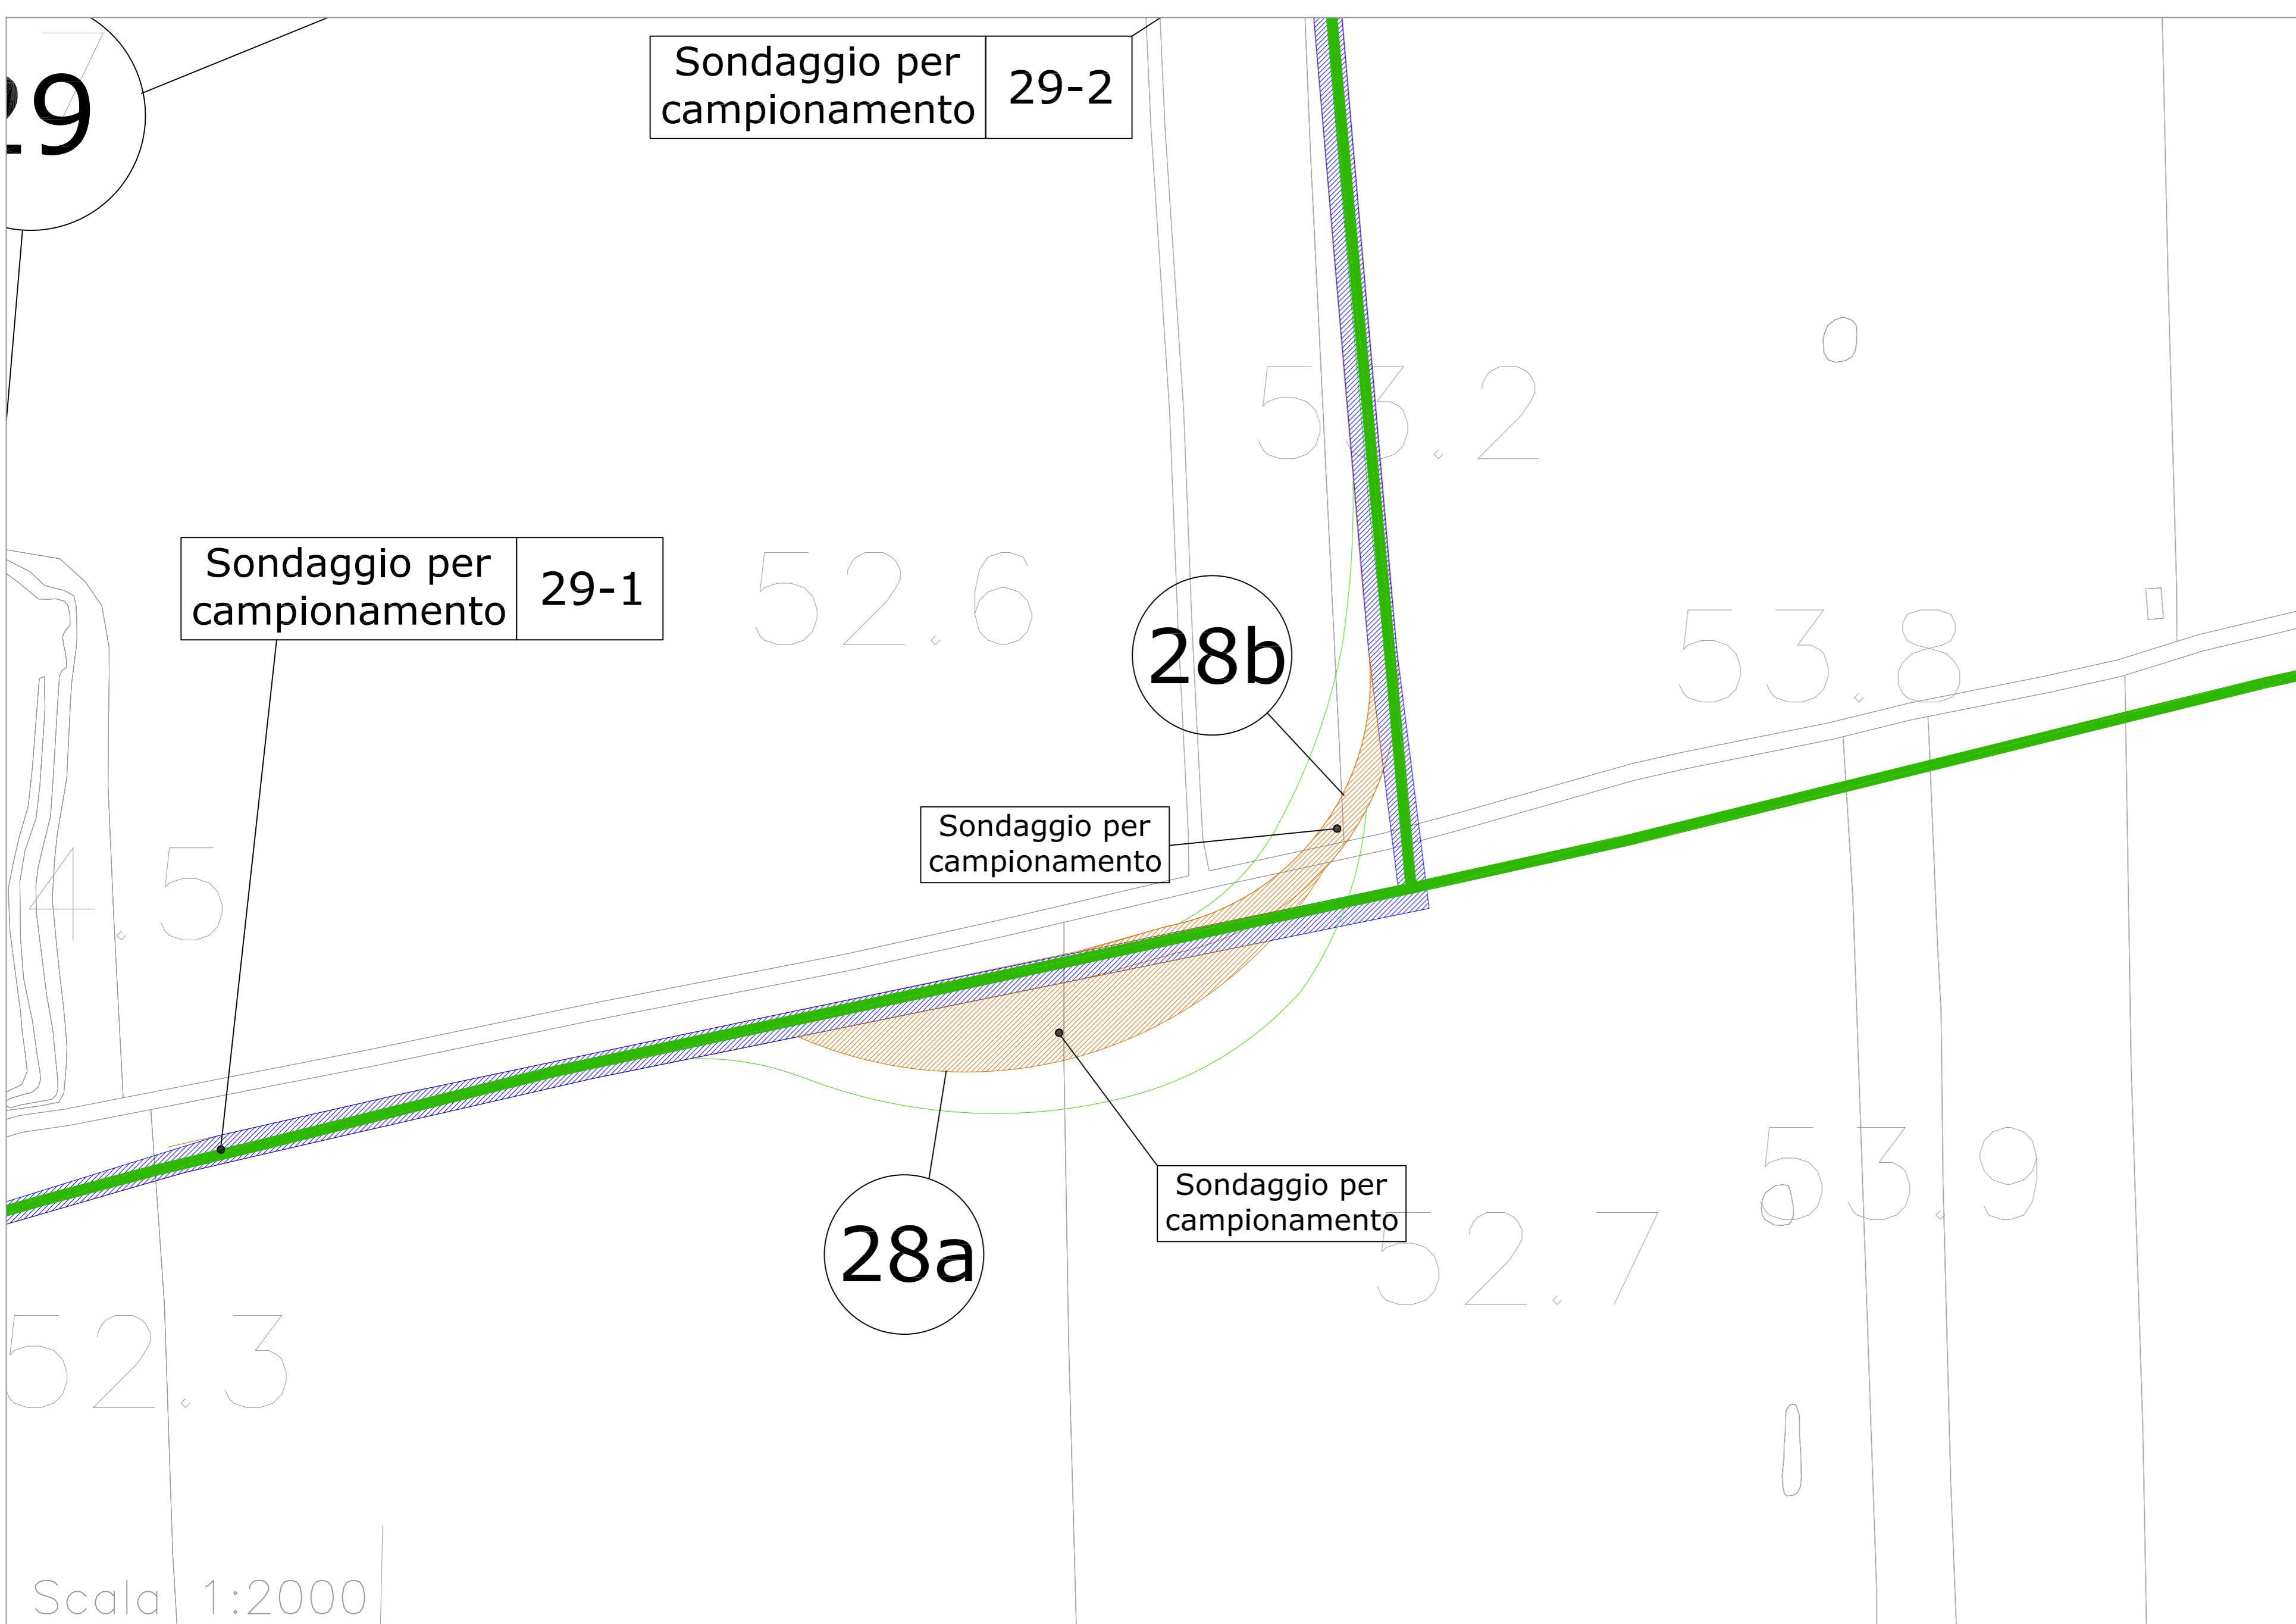 29
Sondaggio per
campionamento
29-2
53.2
Sondaggio per
campionamento
29-1
52.6
28b
53.8
Sondaggio per
campionamento
4.5
53.9
Sondaggio per
campionamento
28a
52.7
52.3
Scala 1:2000